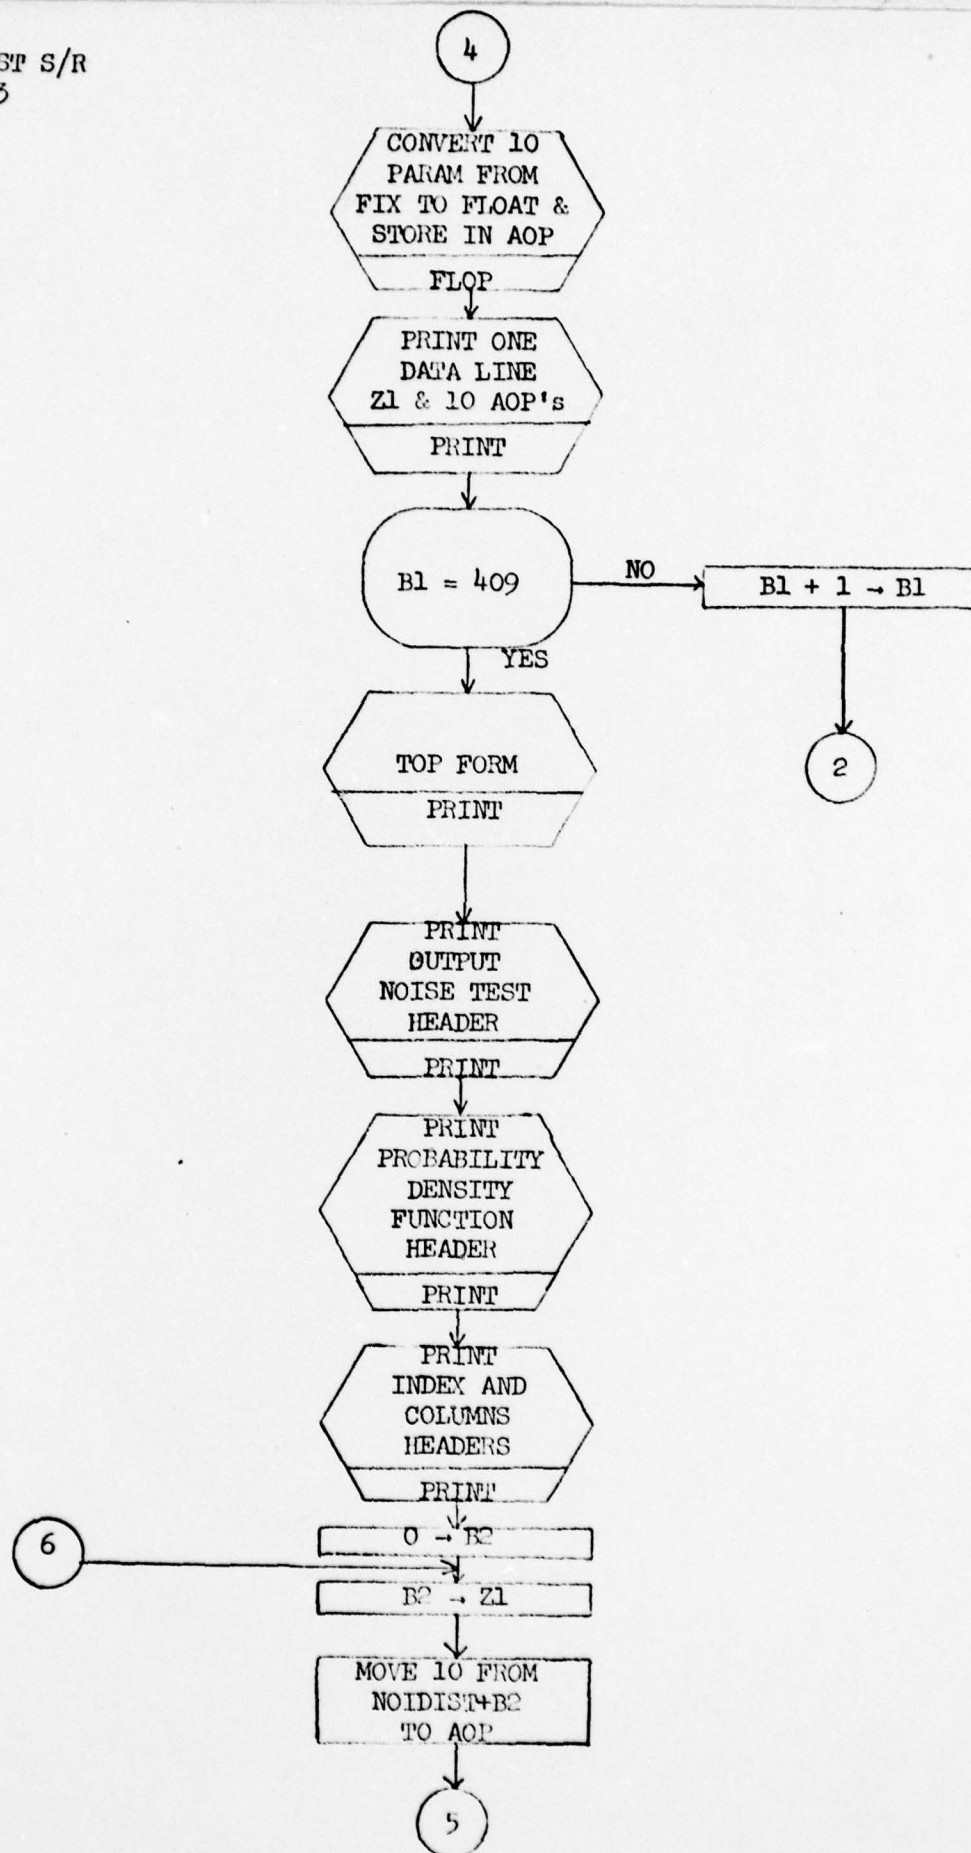 ST S/R
3
4
CONVERT 10
PARAM FROM
FIX TO FLOAT &
STORE IN AOP
FLOP
PRINT ONE
DATA LINE
Z1 & 10 AOP's
PRINT
B1 = 409
NO
B1 + 1 → B1
YES
2
TOP FORM
PRINT
PRINT
OUTPUT
NOISE TEST
HEADER
PRINT
PRINT
PROBABILITY
DENSITY
FUNCTION
HEADER
PRINT
PRINT
INDEX AND
COLUMNS
HEADERS
PRINT
0 → B2
6
B2 → Z1
MOVE 10 FROM
NOIDIST+B2
TO AOP
5